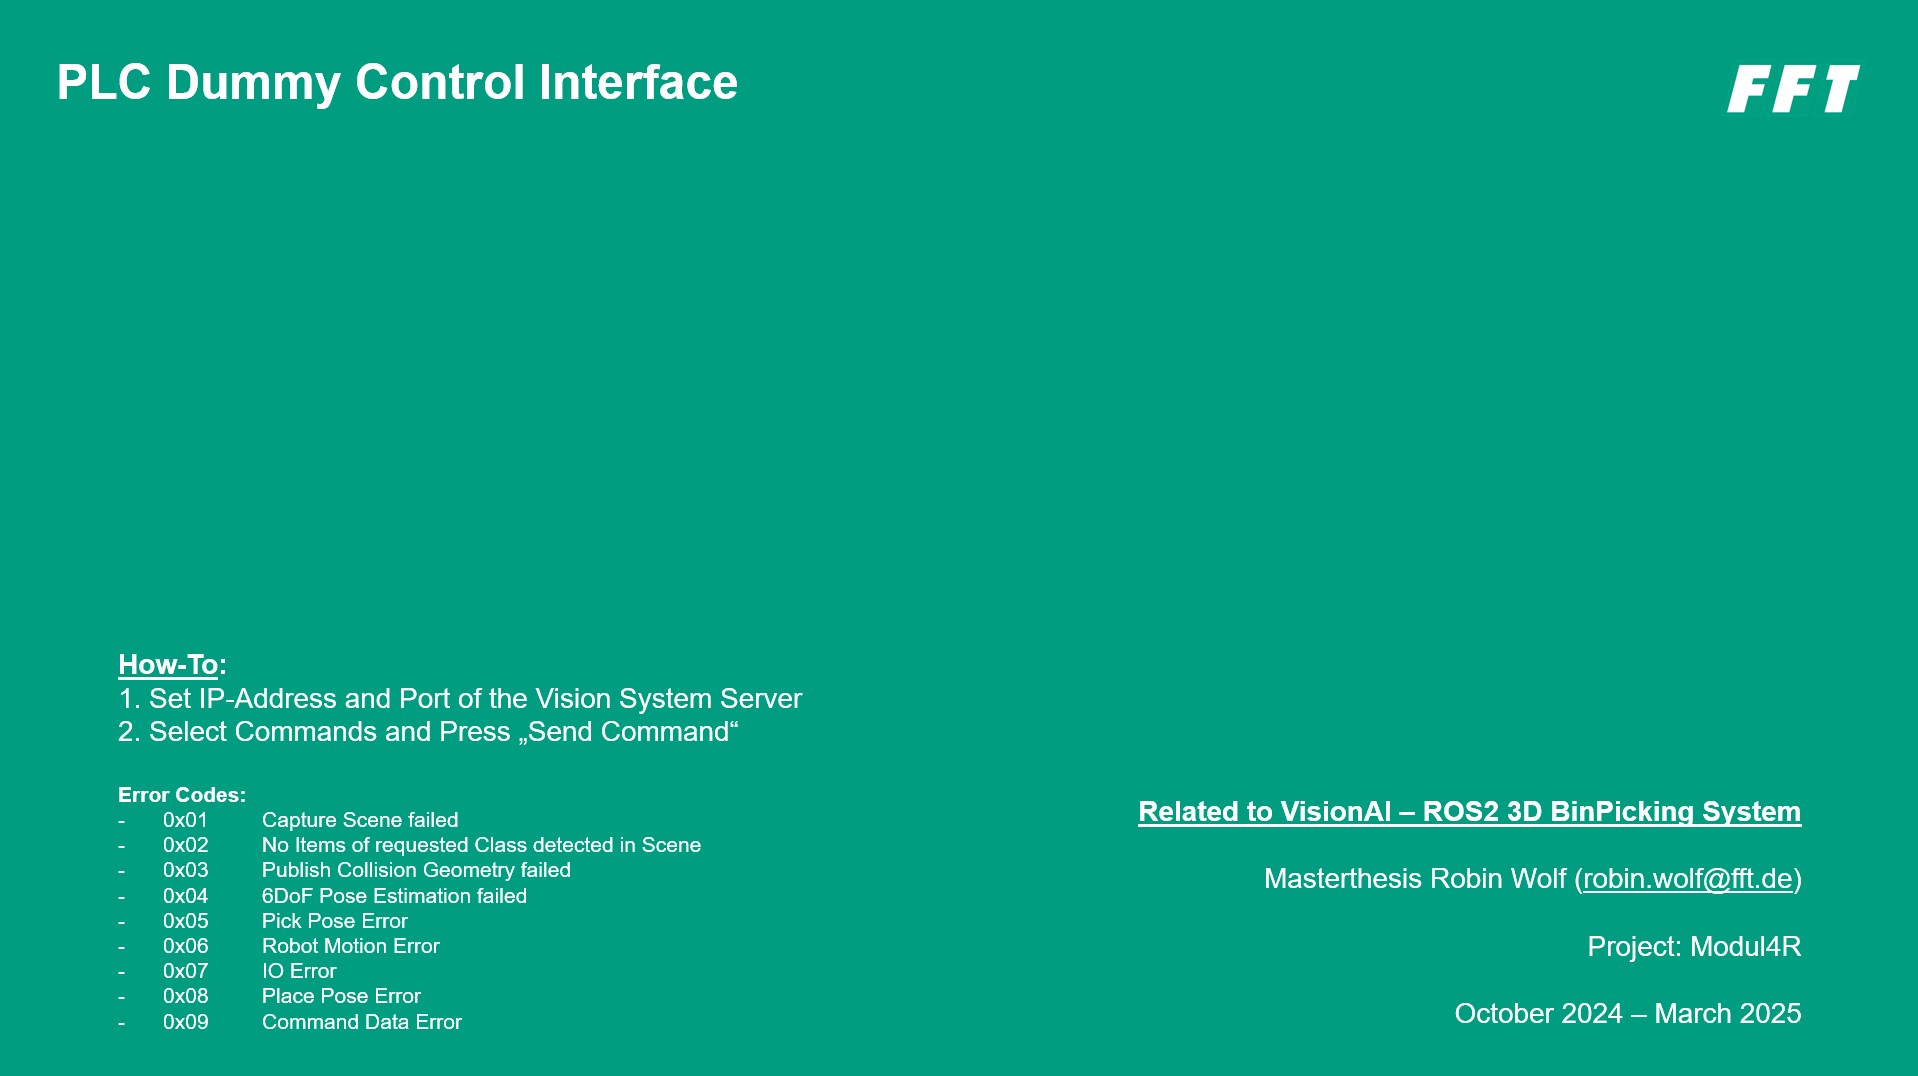 PLC Dummy Control Interface
FFT
How-To:
1. Set IP-Address and Port of the Vision System Server
2. Select Commands and Press „Send Command“
Error Codes:
- 0x01 Capture Scene failed
- 0x02 No Items of requested Class detected in Scene
- 0x03 Publish Collision Geometry failed
- 0x04 6DoF Pose Estimation failed
- 0x05 Pick Pose Error
- 0x06 Robot Motion Error
- 0x07 IO Error
- 0x08 Place Pose Error
- 0x09 Command Data Error
Related to VisionAI – ROS2 3D BinPicking System
Masterthesis Robin Wolf (robin.wolf@fft.de)
Project: Modul4R
October 2024 – March 2025